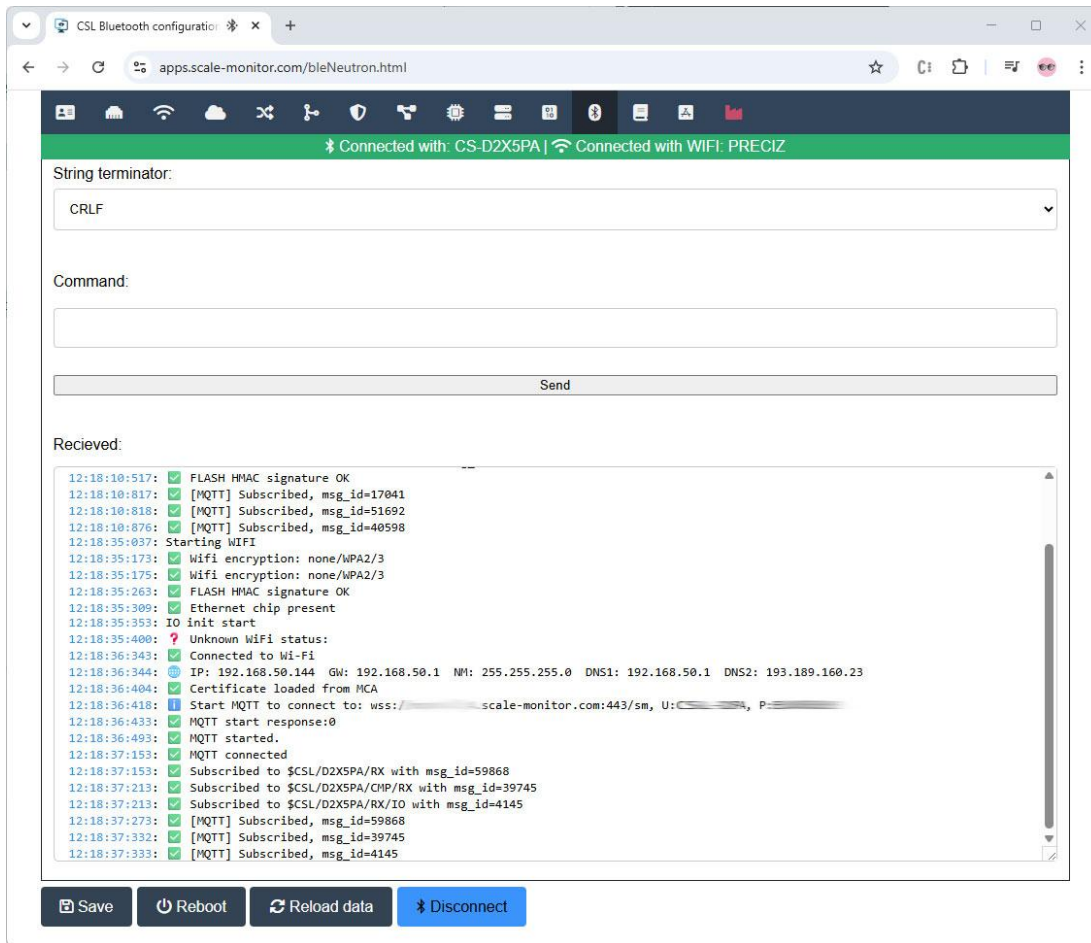 CSL Bluetooth configuration
apps.scale-monitor.com/bleNeutron.html
Connected with: CS-D2X5PA | Connected with WIFI: PRECIZ
String terminator:
CRLF
Command:
Send
Recieved:
12:18:10:517: ✅ FLASH HMAC signature OK
12:18:10:817: ✅ [MQTT] Subscribed, msg_id=17041
12:18:10:818: ✅ [MQTT] Subscribed, msg_id=51692
12:18:10:876: ✅ [MQTT] Subscribed, msg_id=40598
12:18:35:037: Starting WIFI
12:18:35:173: ✅ Wifi encryption: none/WPA2/3
12:18:35:175: ✅ Wifi encryption: none/WPA2/3
12:18:35:263: ✅ FLASH HMAC signature OK
12:18:35:309: ✅ Ethernet chip present
12:18:35:353: IO init start
12:18:35:400: ❓ Unknown WiFi status:
12:18:36:343: ✅ Connected to Wi-Fi
12:18:36:344: 🌐 IP: 192.168.50.144 GW: 192.168.50.1 NM: 255.255.255.0 DNS1: 192.168.50.1 DNS2: 193.189.160.23
12:18:36:404: ✅ Certificate loaded from MCA
12:18:36:418: ℹ️ Start MQTT to connect to: wss:/ .scale-monitor.com:443/sm, U: P:
12:18:36:433: ✅ MQTT start response:0
12:18:36:493: ✅ MQTT started.
12:18:37:153: ✅ MQTT connected
12:18:37:153: ✅ Subscribed to $CSL/D2X5PA/RX with msg_id=59868
12:18:37:213: ✅ Subscribed to $CSL/D2X5PA/CMP/RX with msg_id=39745
12:18:37:213: ✅ Subscribed to $CSL/D2X5PA/RX/IO with msg_id=4145
12:18:37:273: ✅ [MQTT] Subscribed, msg_id=59868
12:18:37:332: ✅ [MQTT] Subscribed, msg_id=39745
12:18:37:333: ✅ [MQTT] Subscribed, msg_id=4145
Save Reboot Reload data Disconnect